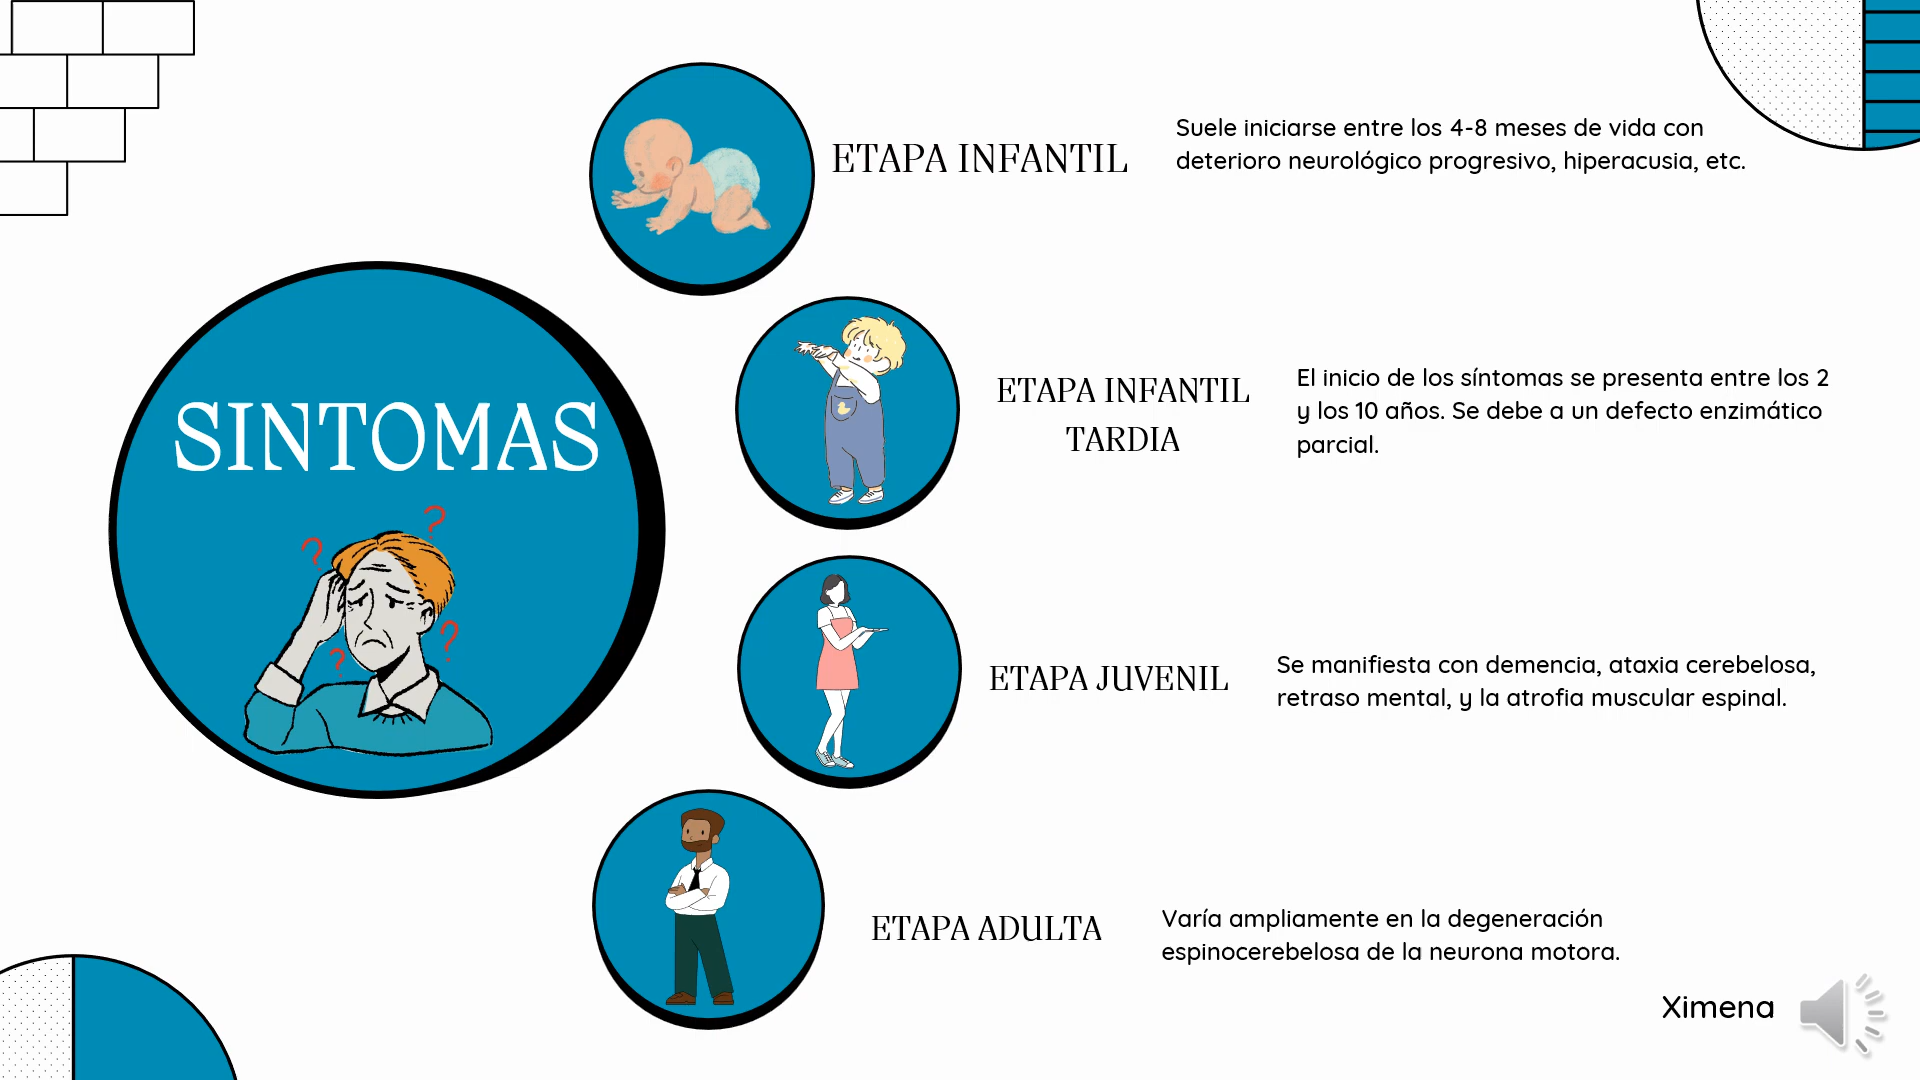 SINTOMAS
ETAPA INFANTIL
Suele iniciarse entre los 4-8 meses de vida con
deterioro neurológico progresivo, hiperacusia, etc.
ETAPA INFANTIL
TARDIA
El inicio de los síntomas se presenta entre los 2
y los 10 años. Se debe a un defecto enzimático
parcial.
ETAPA JUVENIL
Se manifiesta con demencia, ataxia cerebelosa,
retraso mental, y la atrofia muscular espinal.
ETAPA ADULTA
Varía ampliamente en la degeneración
espinocerebelosa de la neurona motora.
Ximena
? ? ? ?